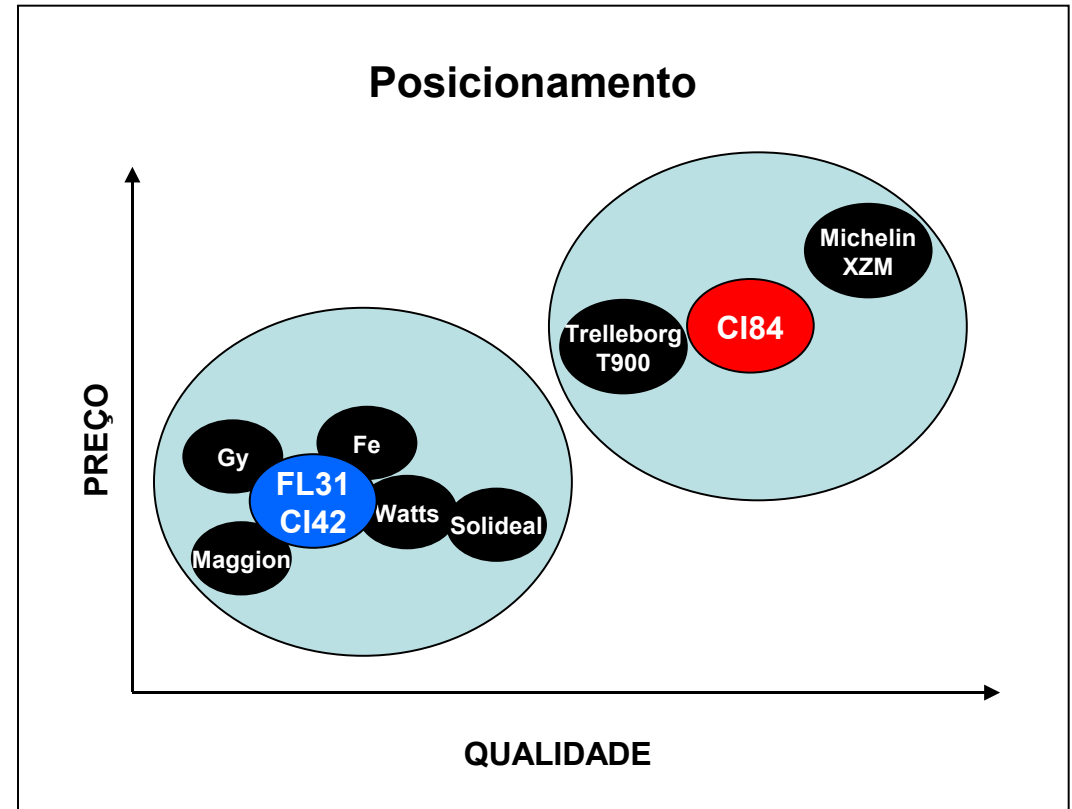 Posicionamento
PREÇO
Michelin
XZM
CI84
Trelleborg
T900
Gy
Fe
FL31
CI42
Watts
Solideal
Maggion
QUALIDADE